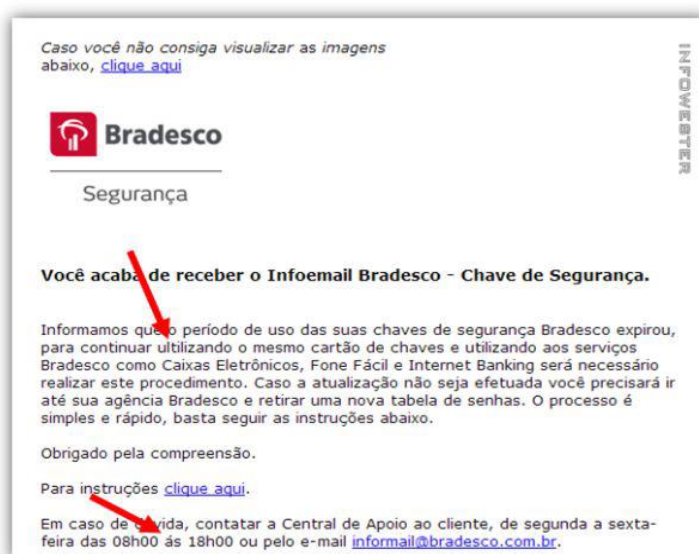 Caso você não consiga visualizar as imagens
abaixo, clique aqui
INFOWESTER
Bradesco
Segurança
Você acaba de receber o Infoemail Bradesco - Chave de Segurança.
Informamos que o período de uso das suas chaves de segurança Bradesco expirou,
para continuar ultilizando o mesmo cartão de chaves e utilizando aos serviços
Bradesco como Caixas Eletrônicos, Fone Fácil e Internet Banking será necessário
realizar este procedimento. Caso a atualização não seja efetuada você precisará ir
até sua agência Bradesco e retirar uma nova tabela de senhas. O processo é
simples e rápido, basta seguir as instruções abaixo.
Obrigado pela compreensão.
Para instruções clique aqui.
Em caso de dúvida, contatar a Central de Apoio ao cliente, de segunda a sexta-
feira das 08h00 ás 18h00 ou pelo e-mail informail@bradesco.com.br.